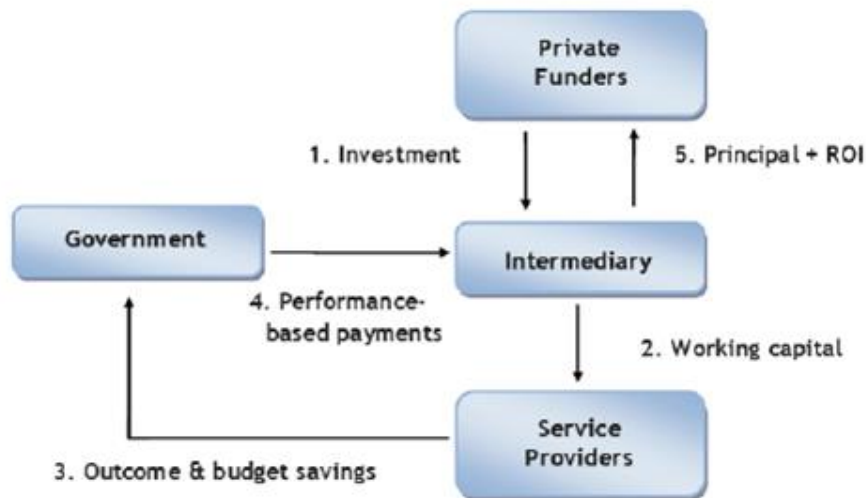 Private
Funders
1. Investment
5. Principal + ROI
Government
Intermediary
4. Performance-
based payments
2. Working capital
Service
Providers
3. Outcome & budget savings